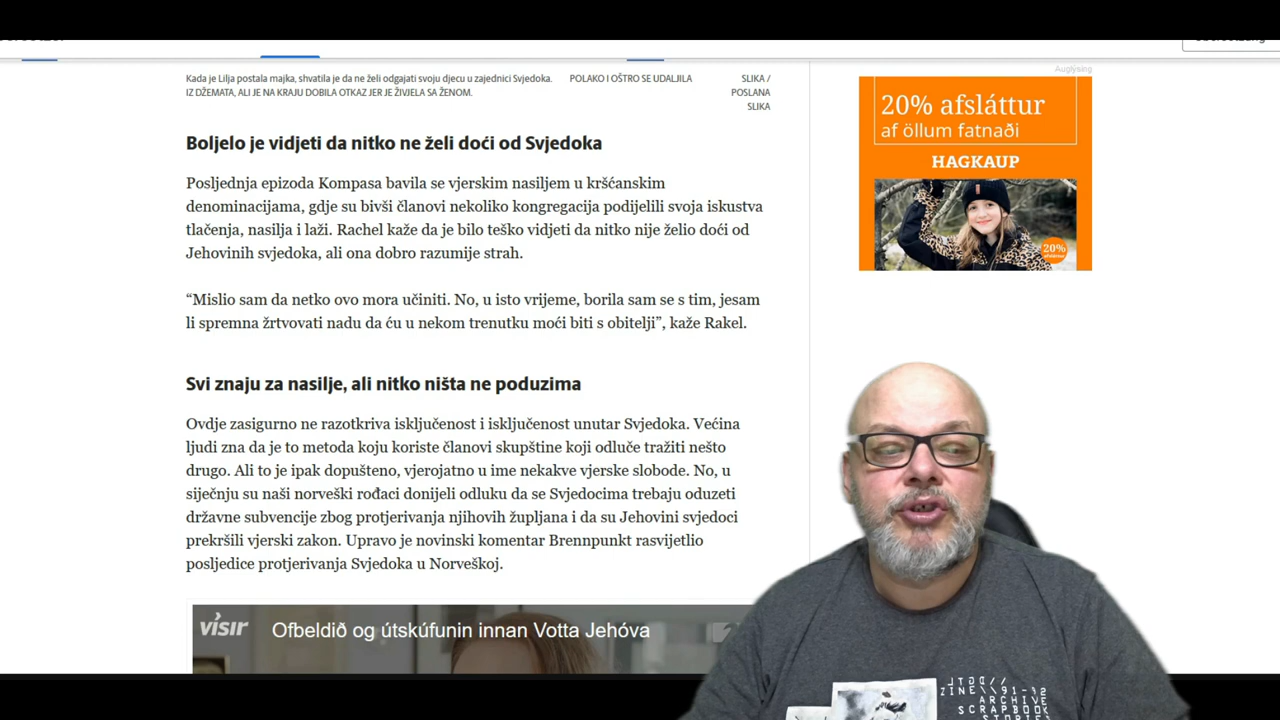 Kada je Lilja postala majka, shvatila je da ne želi odgajati svoju djecu u zajednici Svjedoka. POLAKO I OŠTRO SE UDALJILA
IZ DŽEMATA, ALI JE NA KRAJU DOBILA OTKAZ JER JE ŽIVJELA SA ŽENOM.
SLIKA /
POSLANA
SLIKA
Boljelo je vidjeti da nitko ne želi doći od Svjedoka
Posljednja epizoda Kompasa bavila se vjerskim nasiljem u kršćanskim
denominacijama, gdje su bivši članovi nekoliko kongregacija podijelili svoja iskustva
tlačenja, nasilja i laži. Rachel kaže da je bilo teško vidjeti da nitko nije želio doći od
Jehovinih svjedoka, ali ona dobro razumije strah.
“Mislio sam da netko ovo mora učiniti. No, u isto vrijeme, borila sam se s tim, jesam
li spremna žrtvovati nadu da ću u nekom trenutku moći biti s obitelji”, kaže Rakel.
Svi znaju za nasilje, ali nitko ništa ne poduzima
Ovdje zasigurno ne razotkriva isključenost i isključenost unutar Svjedoka. Većina
ljudi zna da je to metoda koju koriste članovi skupštine koji odluče tražiti nešto
drugo. Ali to je ipak dopušteno, vjerojatno u ime nekakve vjerske slobode. No, u
siječnju su naši norveški rođaci donijeli odluku da se Svjedocima trebaju oduzeti
državne subvencije zbog protjerivanja njihovih župljana i da su Jehovini svjedoci
prekršili vjerski zakon. Upravo je novinski komentar Brennpunkt rasvijetlio
posljedice protjerivanja Svjedoka u Norveškoj.
vísir
Ofbeldið og útskúfunin innan Votta Jehóva
Auglýsing
20% afsláttur
af öllum fatnaði
HAGKAUP
20%
ZINE\\91-92
ARCHIVE
SCRAPBOOK